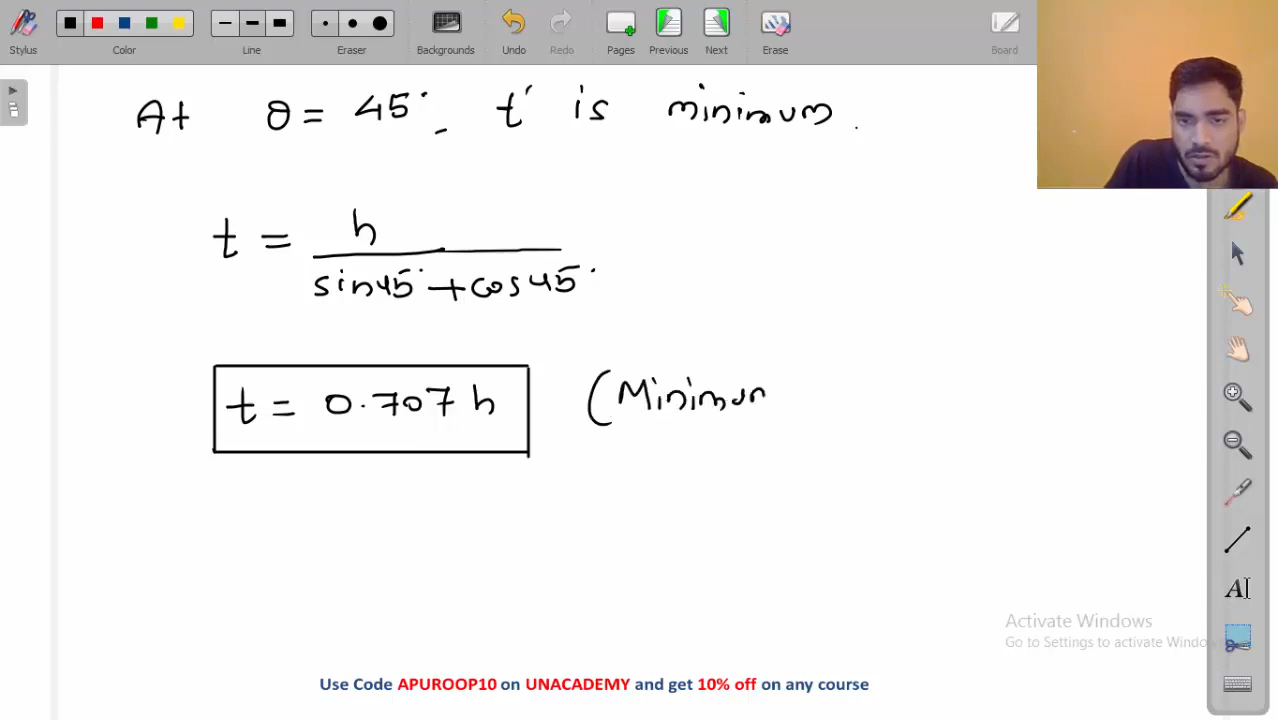 Stylus Color Line Eraser Backgrounds Undo Redo Pages Previous Next Erase Board
At θ = 45°, t' is minimum.
t = h
sin45° + cos45°
t = 0.707 h (Minimum
Activate Windows
Go to Settings to activate Windows
Use Code APUROOP10 on UNACADEMY and get 10% off on any course